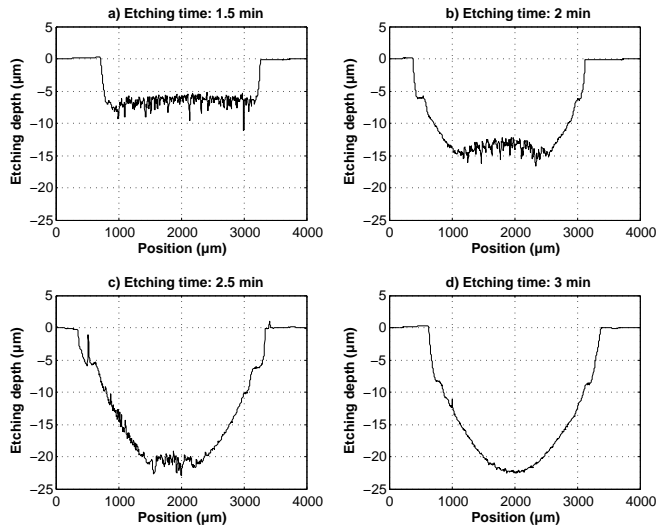 a) Etching time: 1.5 min
5
0
−5
−10
−15
−20
−25
0 1000 2000 3000 4000
Position (µm)
Etching depth (µm)
b) Etching time: 2 min
5
0
−5
−10
−15
−20
−25
0 1000 2000 3000 4000
Position (µm)
Etching depth (µm)
c) Etching time: 2.5 min
5
0
−5
−10
−15
−20
−25
0 1000 2000 3000 4000
Position (µm)
Etching depth (µm)
d) Etching time: 3 min
5
0
−5
−10
−15
−20
−25
0 1000 2000 3000 4000
Position (µm)
Etching depth (µm)